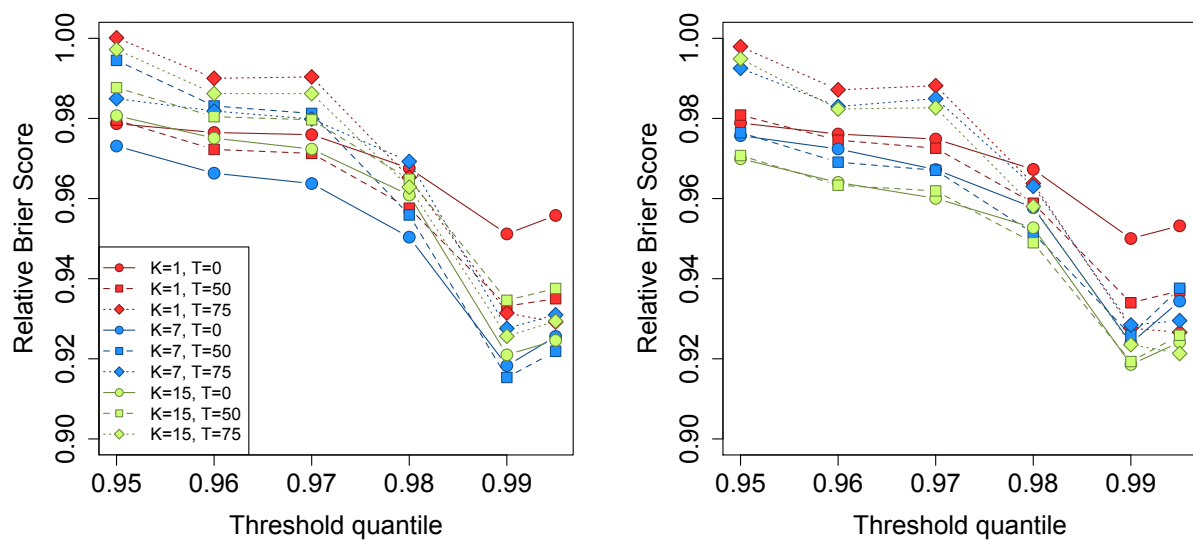 Relative Brier Score
1.00
0.98
0.96
0.94
0.92
0.90
K=1, T=0
K=1, T=50
K=1, T=75
K=7, T=0
K=7, T=50
K=7, T=75
K=15, T=0
K=15, T=50
K=15, T=75
0.95 0.96 0.97 0.98 0.99
Threshold quantile
Relative Brier Score
1.00
0.98
0.96
0.94
0.92
0.90
0.95 0.96 0.97 0.98 0.99
Threshold quantile